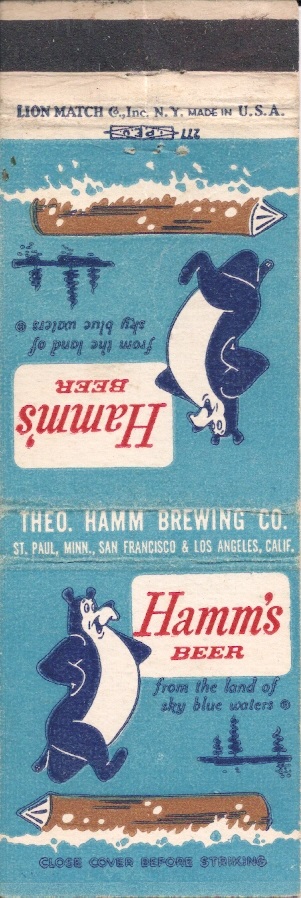 LION MATCH Co., Inc. N.Y. MADE IN U.S.A.
277
Hamm's
BEER
from the land of
sky blue waters ®
THEO. HAMM BREWING CO.
ST. PAUL, MINN., SAN FRANCISCO & LOS ANGELES, CALIF.
Hamm's
BEER
from the land of
sky blue waters ®
CLOSE COVER BEFORE STRIKING